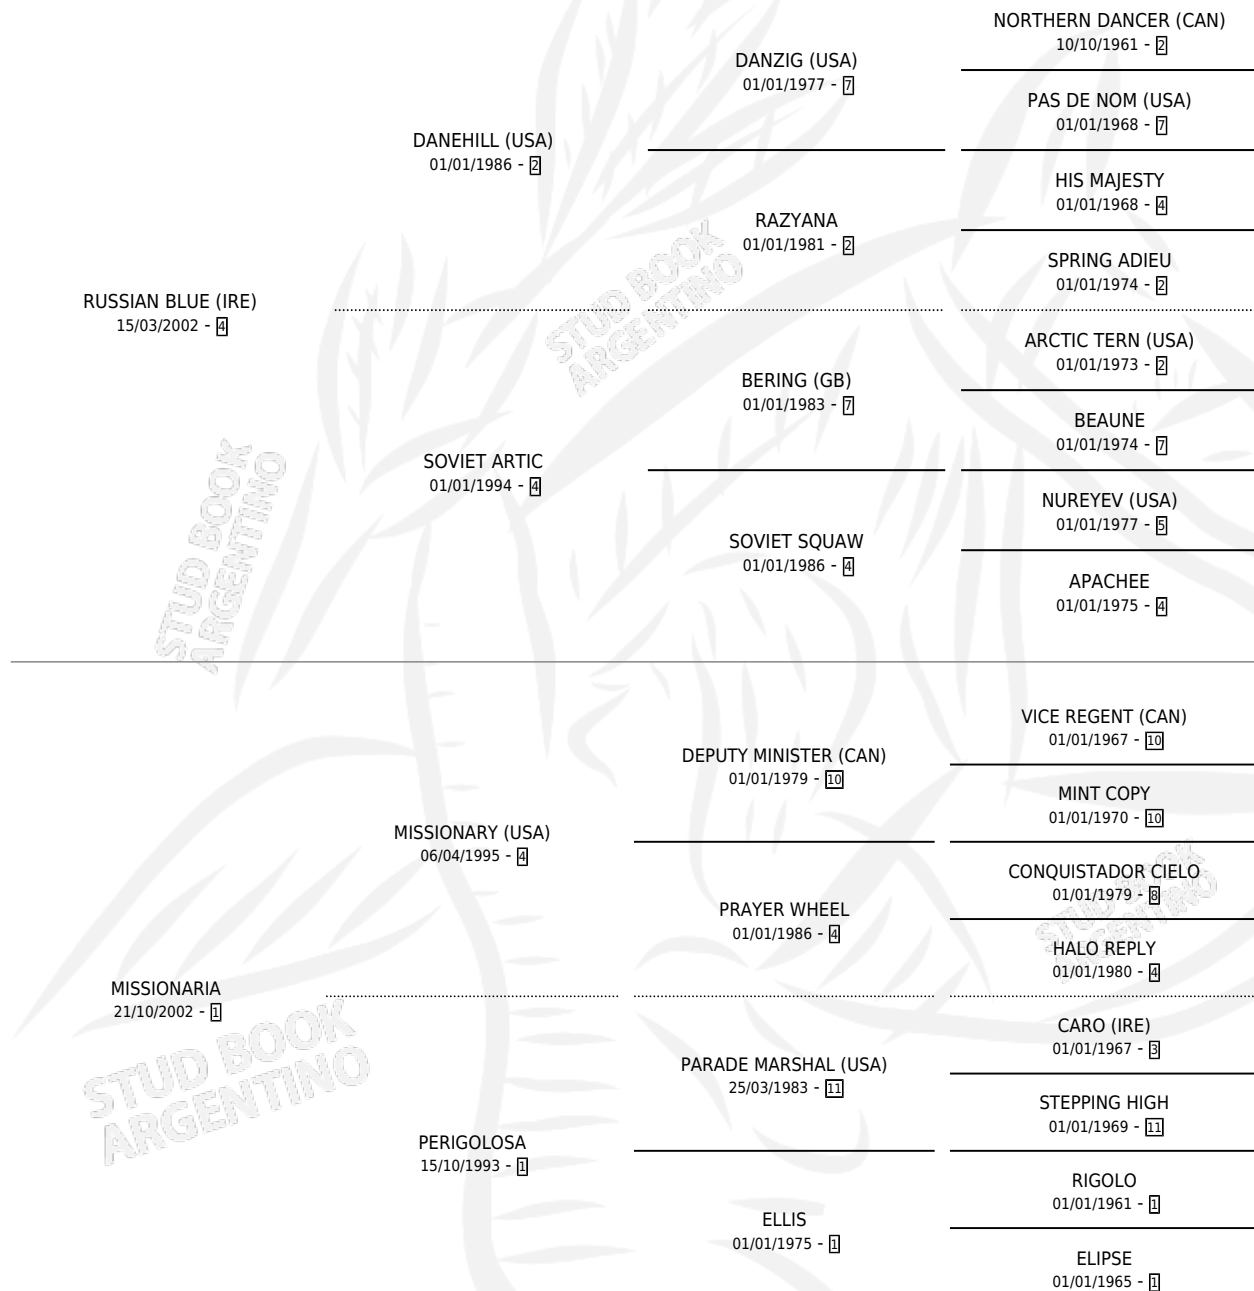 NORTHERN DANCER (CAN)
10/10/1961 - 2
DANZIG (USA)
01/01/1977 - 7
PAS DE NOM (USA)
01/01/1968 - 7
DANEHILL (USA)
01/01/1986 - 2
HIS MAJESTY
01/01/1968 - 4
RAZYANA
01/01/1981 - 2
SPRING ADIEU
01/01/1974 - 2
RUSSIAN BLUE (IRE)
15/03/2002 - 4
STUD BOOK
ARGENTINO
ARCTIC TERN (USA)
01/01/1973 - 2
BERING (GB)
01/01/1983 - 7
BEAUNE
01/01/1974 - 7
SOVIET ARTIC
01/01/1994 - 4
NUREYEV (USA)
01/01/1977 - 5
SOVIET SQUAW
01/01/1986 - 4
APACHEE
01/01/1975 - 4
STUD BOOK
ARGENTINO
VICE REGENT (CAN)
01/01/1967 - 10
DEPUTY MINISTER (CAN)
01/01/1979 - 10
MINT COPY
01/01/1970 - 10
MISSIONARY (USA)
06/04/1995 - 4
CONQUISTADOR CIELO
01/01/1979 - 8
STUD BOOK
ARGENTINO
PRAYER WHEEL
01/01/1986 - 4
HALO REPLY
01/01/1980 - 4
MISSIONARIA
21/10/2002 - 1
STUD BOOK
ARGENTINO
CARO (IRE)
01/01/1967 - 3
PARADE MARSHAL (USA)
25/03/1983 - 11
STEPPING HIGH
01/01/1969 - 11
PERIGOLOSA
15/10/1993 - 1
RIGOLO
01/01/1961 - 1
ELLIS
01/01/1975 - 1
ELIPSE
01/01/1965 - 1